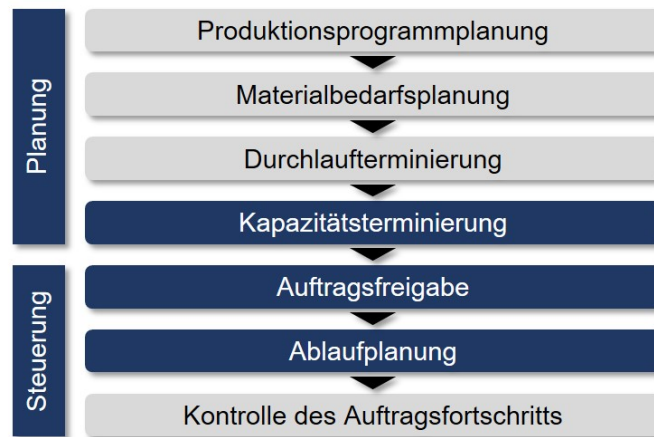 Planung
Produktionsprogrammplanung
Materialbedarfsplanung
Durchlaufterminierung
Kapazitätsterminierung
Steuerung
Auftragsfreigabe
Ablaufplanung
Kontrolle des Auftragsfortschritts